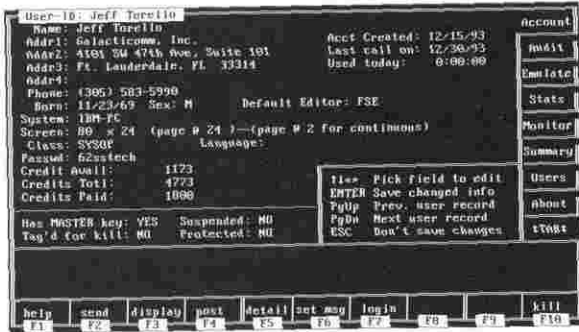 User-ID: Jeff Torello
Account
Name: Jeff Torello
Addr1: Galacticomm, Inc.
Acct Created: 12/15/93
Addr2: 4101 SW 47th Ave, Suite 101
Last call on: 12/30/93
Audit
Addr3: Ft. Lauderdale, FL 33314
Used today: 0:00:00
Addr4:
Emulate
Phone: (305) 583-5990
Born: 11/23/69 Sex: M Default Editor: FSE
Stats
System: IBM-PC
Screen: 80 x 24 (page @ 24 )--(page @ 2 for continuous)
Monitor
Class: SYSOP Language:
Passwd: 62sstech
Summary
Credit Avail: 1173
Credits Totl: 4773
Pick field to edit
Users
Credits Paid: 1800
ENTER Save changed info
PgUp Prev. user record
About
Has MASTER key: YES Suspended: NO
PgDn Next user record
Tag'd for kill: NO Protected: NO
ESC Don't save changes
↕TAB↕
help send display post detail set msg login kill
F1 F2 F3 F4 F5 F6 F7 F8 F9 F10